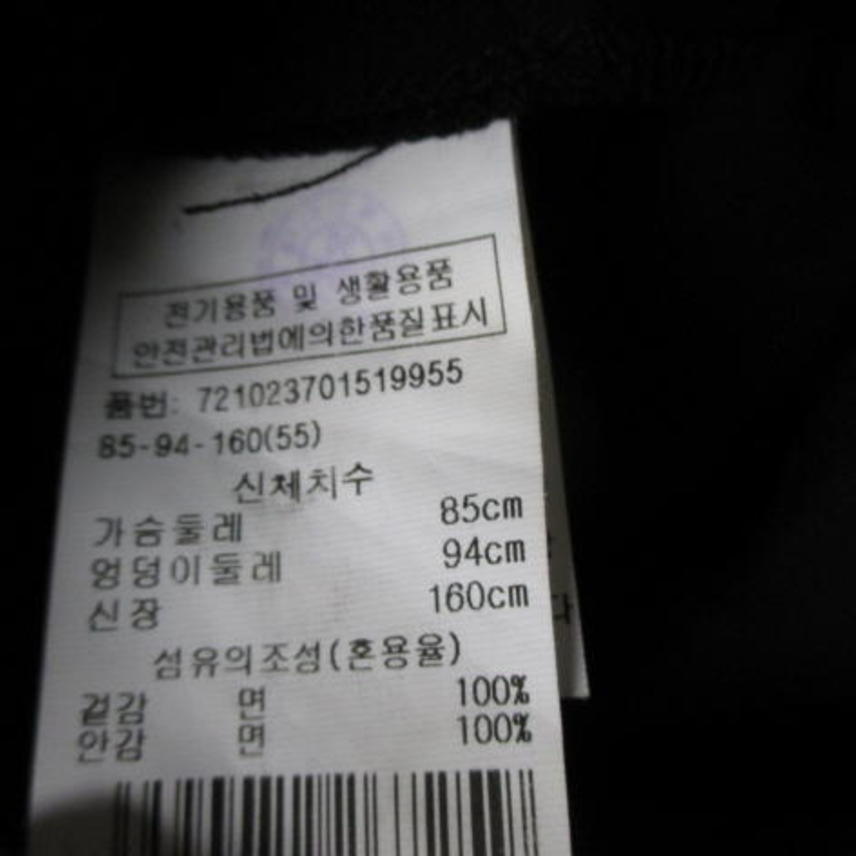 전기용품 및 생활용품
안전관리법에의한품질표시
품번: 721023701519955
85-94-160(55)
신체치수
가슴둘레 85cm
엉덩이둘레 94cm
신장 160cm
섬유의조성(혼용율)
겉감 면 100%
안감 면 100%
다